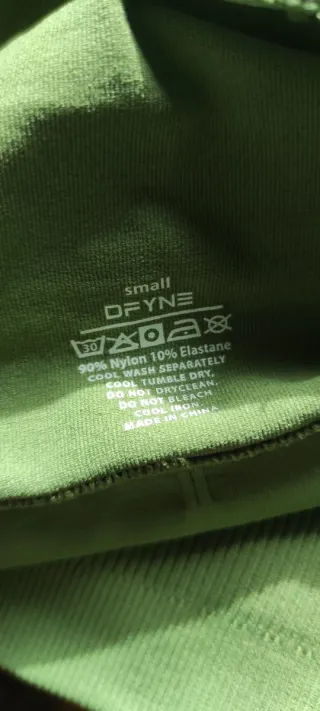 small
DFYNE
30
90% Nylon 10% Elastane
COOL WASH SEPARATELY
COOL TUMBLE DRY.
DO NOT DRYCLEAN.
DO NOT BLEACH
COOL IRON
MADE IN CHINA